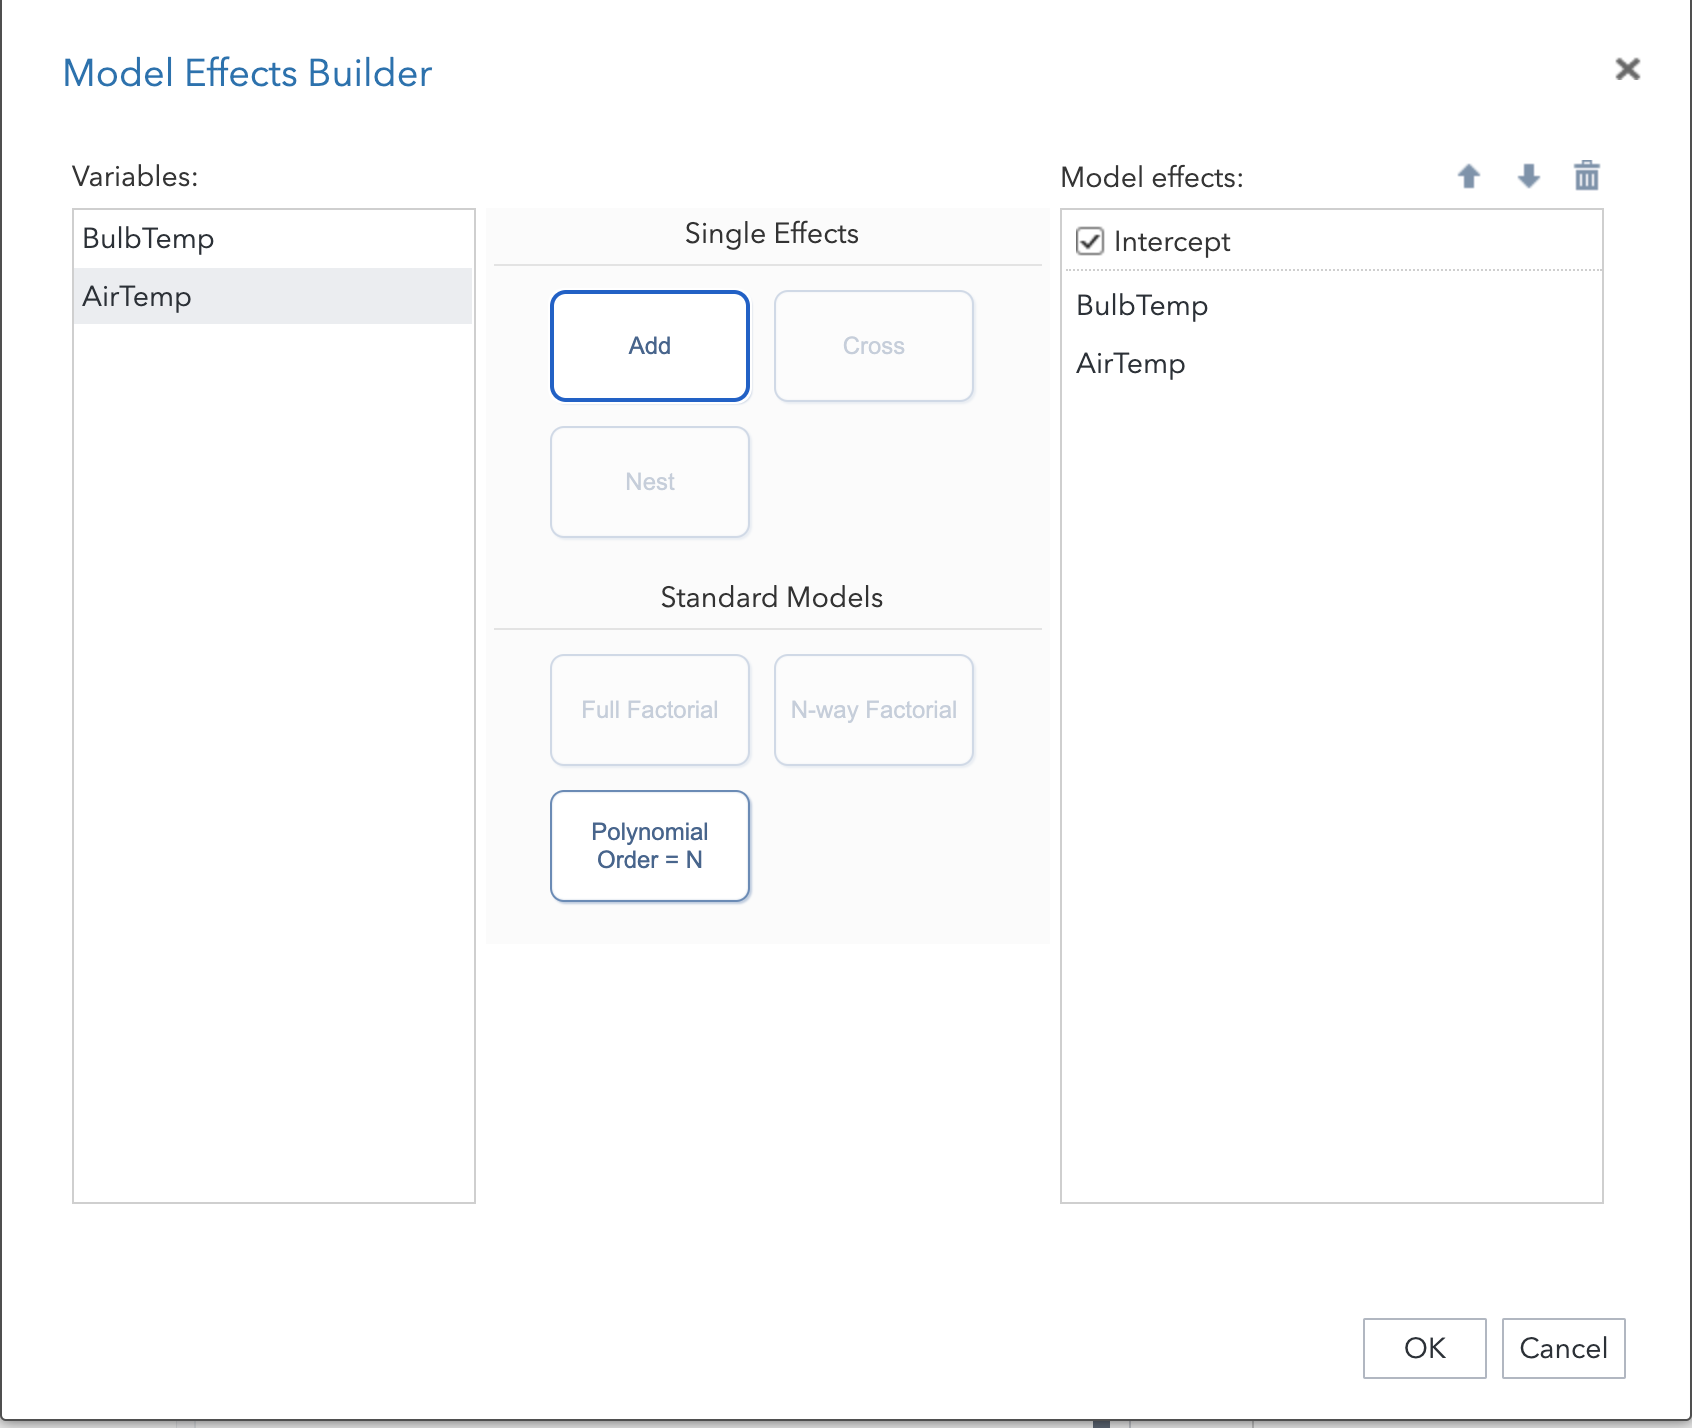 Model Effects Builder
Variables:
BulbTemp
AirTemp
Single Effects
Add
Cross
Nest
Standard Models
Full Factorial
N-way Factorial
Polynomial
Order = N
Model effects:
Intercept
BulbTemp
AirTemp
OK
Cancel